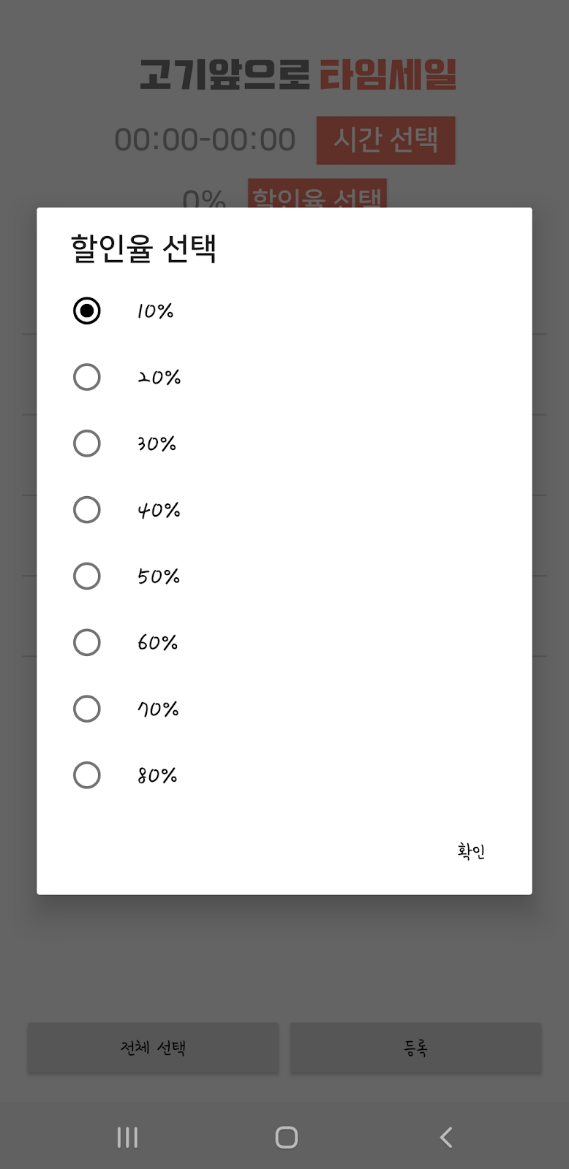 고기앞으로 타임세일
00:00-00:00 시간 선택
0% 할인율 선택
할인율 선택
10%
20%
30%
40%
50%
60%
70%
80%
확인
전체 선택 등록